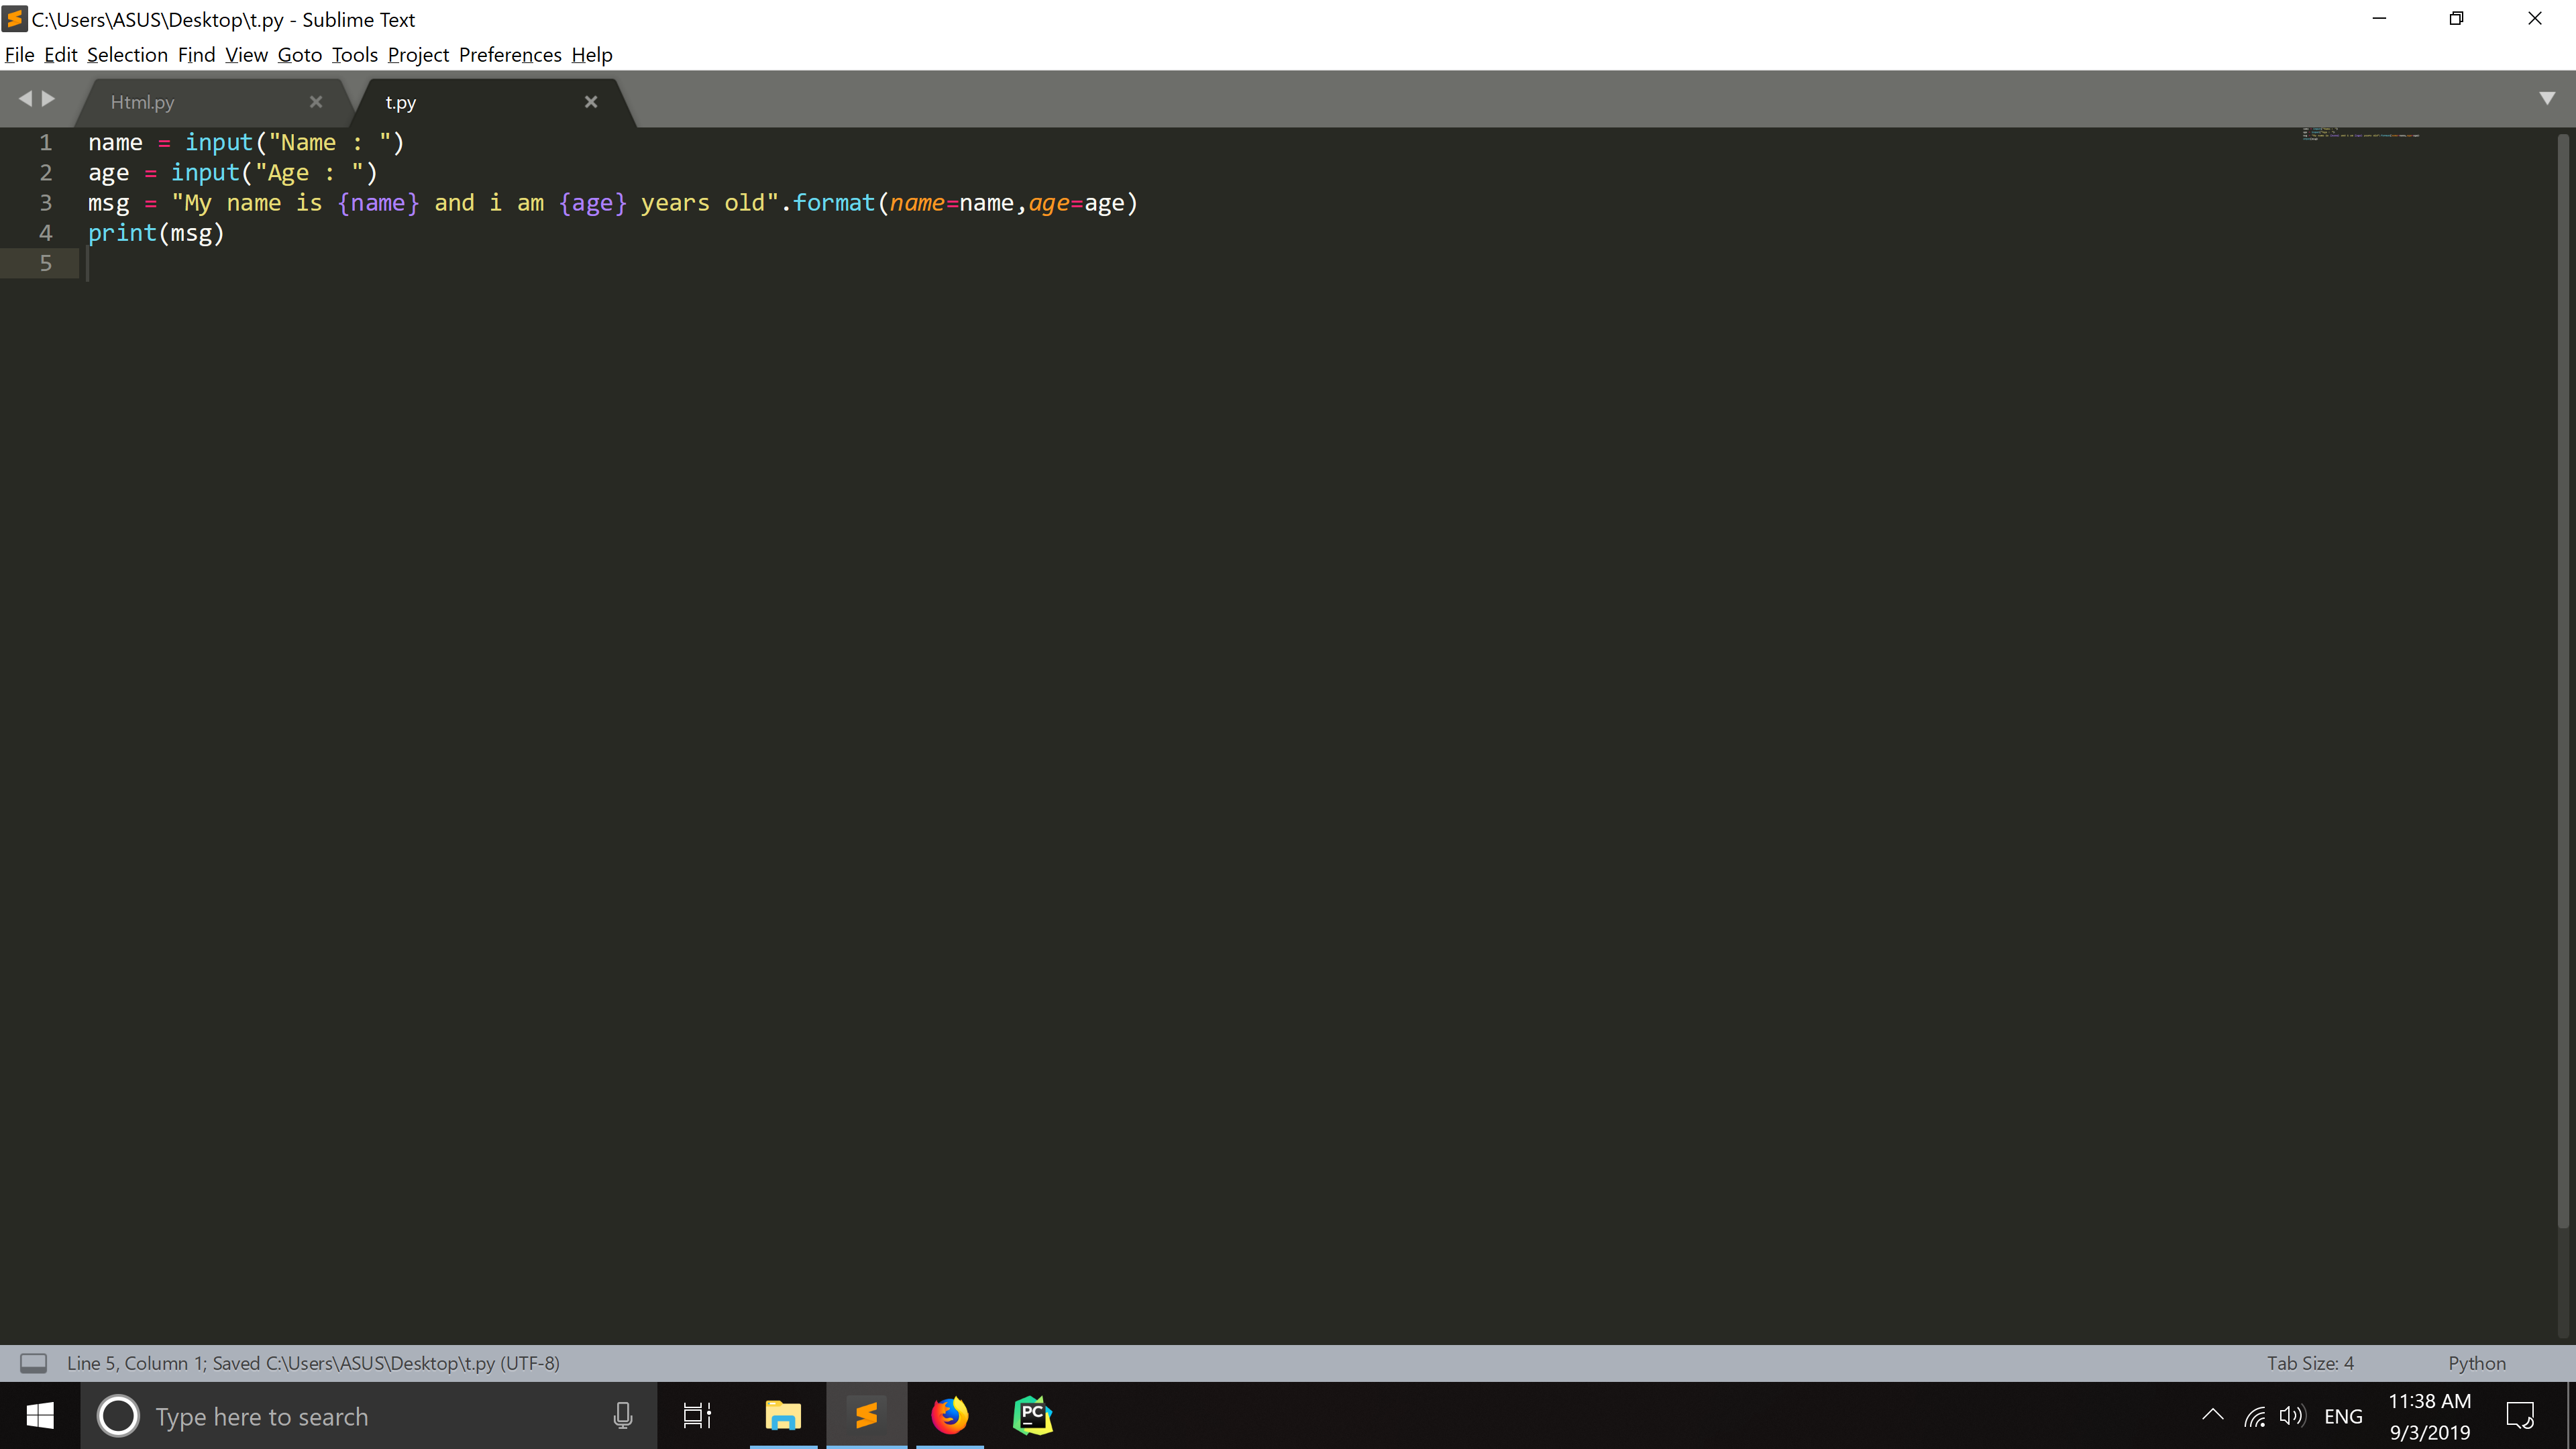 C:\Users\ASUS\Desktop\t.py - Sublime Text
File Edit Selection Find View Goto Tools Project Preferences Help
Html.py
t.py
1 name = input("Name : ")
2 age = input("Age : ")
3 msg = "My name is {name} and i am {age} years old".format(name=name,age=age)
4 print(msg)
5
Line 5, Column 1; Saved C:\Users\ASUS\Desktop\t.py (UTF-8)
Tab Size: 4
Python
Type here to search
PC
ENG
11:38 AM
9/3/2019